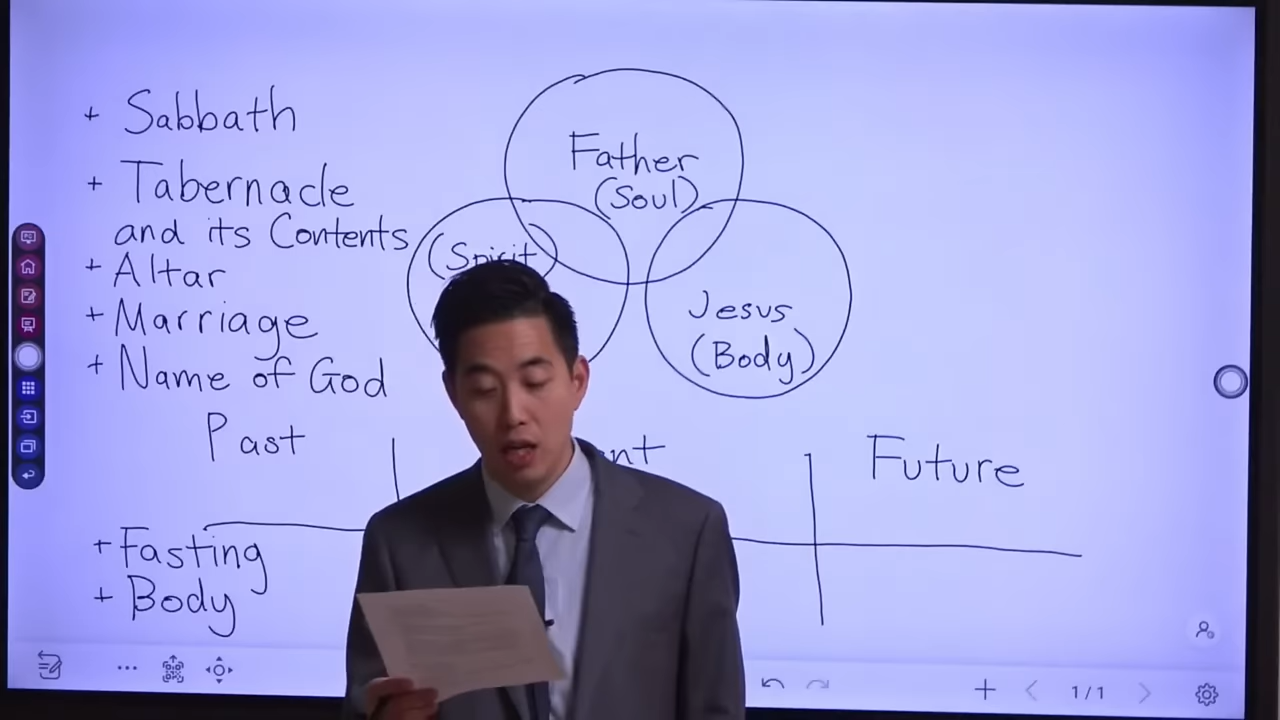 + Sabbath
+ Tabernacle
and its Contents
+ Altar
+ Marriage
+ Name of God
Father
(Soul)
(Spirit)
Jesus
(Body)
Past
Future
+ Fasting
+ Body
1/1